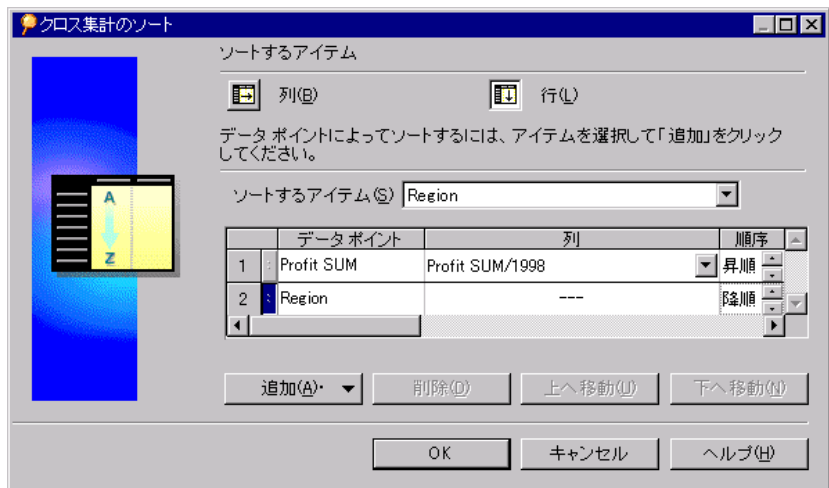 クロス集計のソート
ソートするアイテム
列(B)
行(L)
データ ポイントによってソートするには、アイテムを選択して「追加」をクリック
してください。
ソートするアイテム(S) Region
データ ポイント 列 順序
1 Profit SUM Profit SUM/1998 昇順
2 Region --- 降順
追加(A)・ 削除(D) 上へ移動(U) 下へ移動(N)
OK キャンセル ヘルプ(H)
A
Z